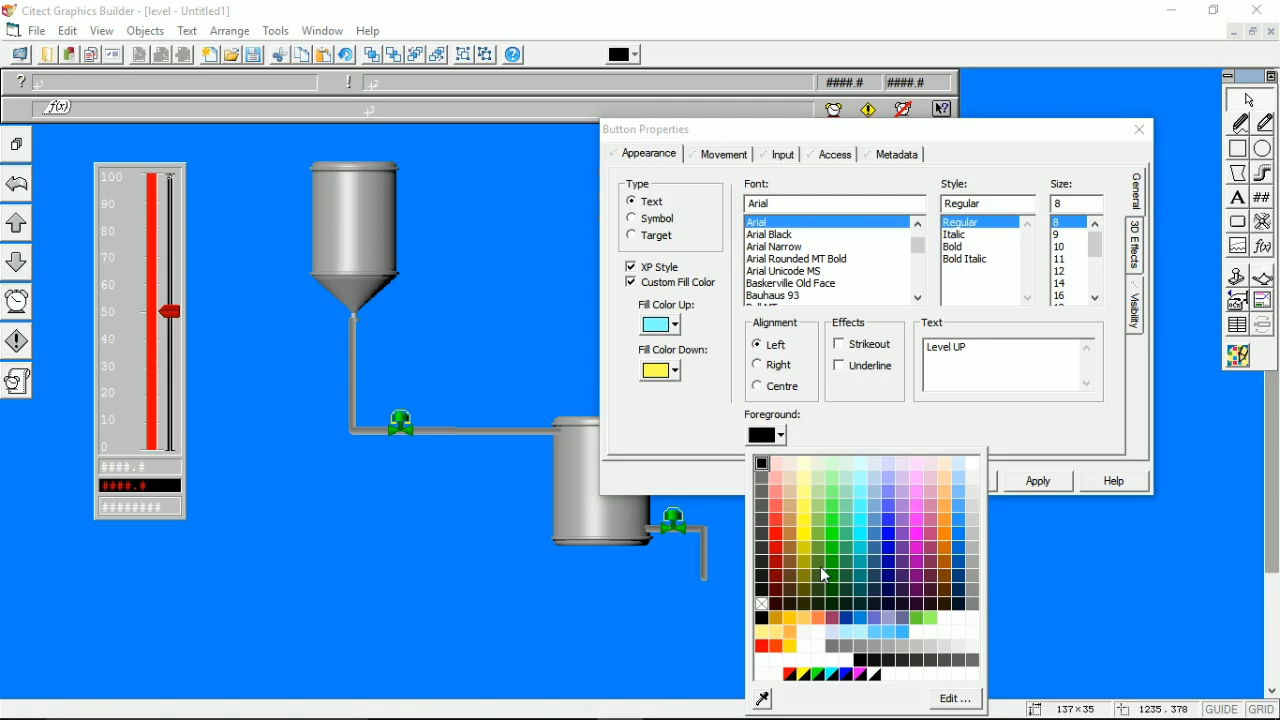 Citect Graphics Builder - [level - Untitled1]
File Edit View Objects Text Arrange Tools Window Help
? +1 ! +2 ####.# ####.#
f(x) +3
Button Properties
Appearance Movement Input Access Metadata
General
3D Effects
Visibility
Type
Text
Symbol
Target
XP Style
Custom Fill Color
Fill Color Up:
Fill Color Down:
Font:
Arial
Arial
Arial Black
Arial Narrow
Arial Rounded MT Bold
Arial Unicode MS
Baskerville Old Face
Bauhaus 93
Bell MT
Style:
Regular
Regular
Italic
Bold
Bold Italic
Size:
8
8
9
10
11
12
14
16
Alignment
Left
Right
Centre
Effects
Strikeout
Underline
Text
Level UP
Foreground:
Apply
Help
Edit ...
100
90
80
70
60
50
40
30
20
10
0
####.#
####.#
########
A ##
f(x)
137×35 1235, 378 GUIDE GRID